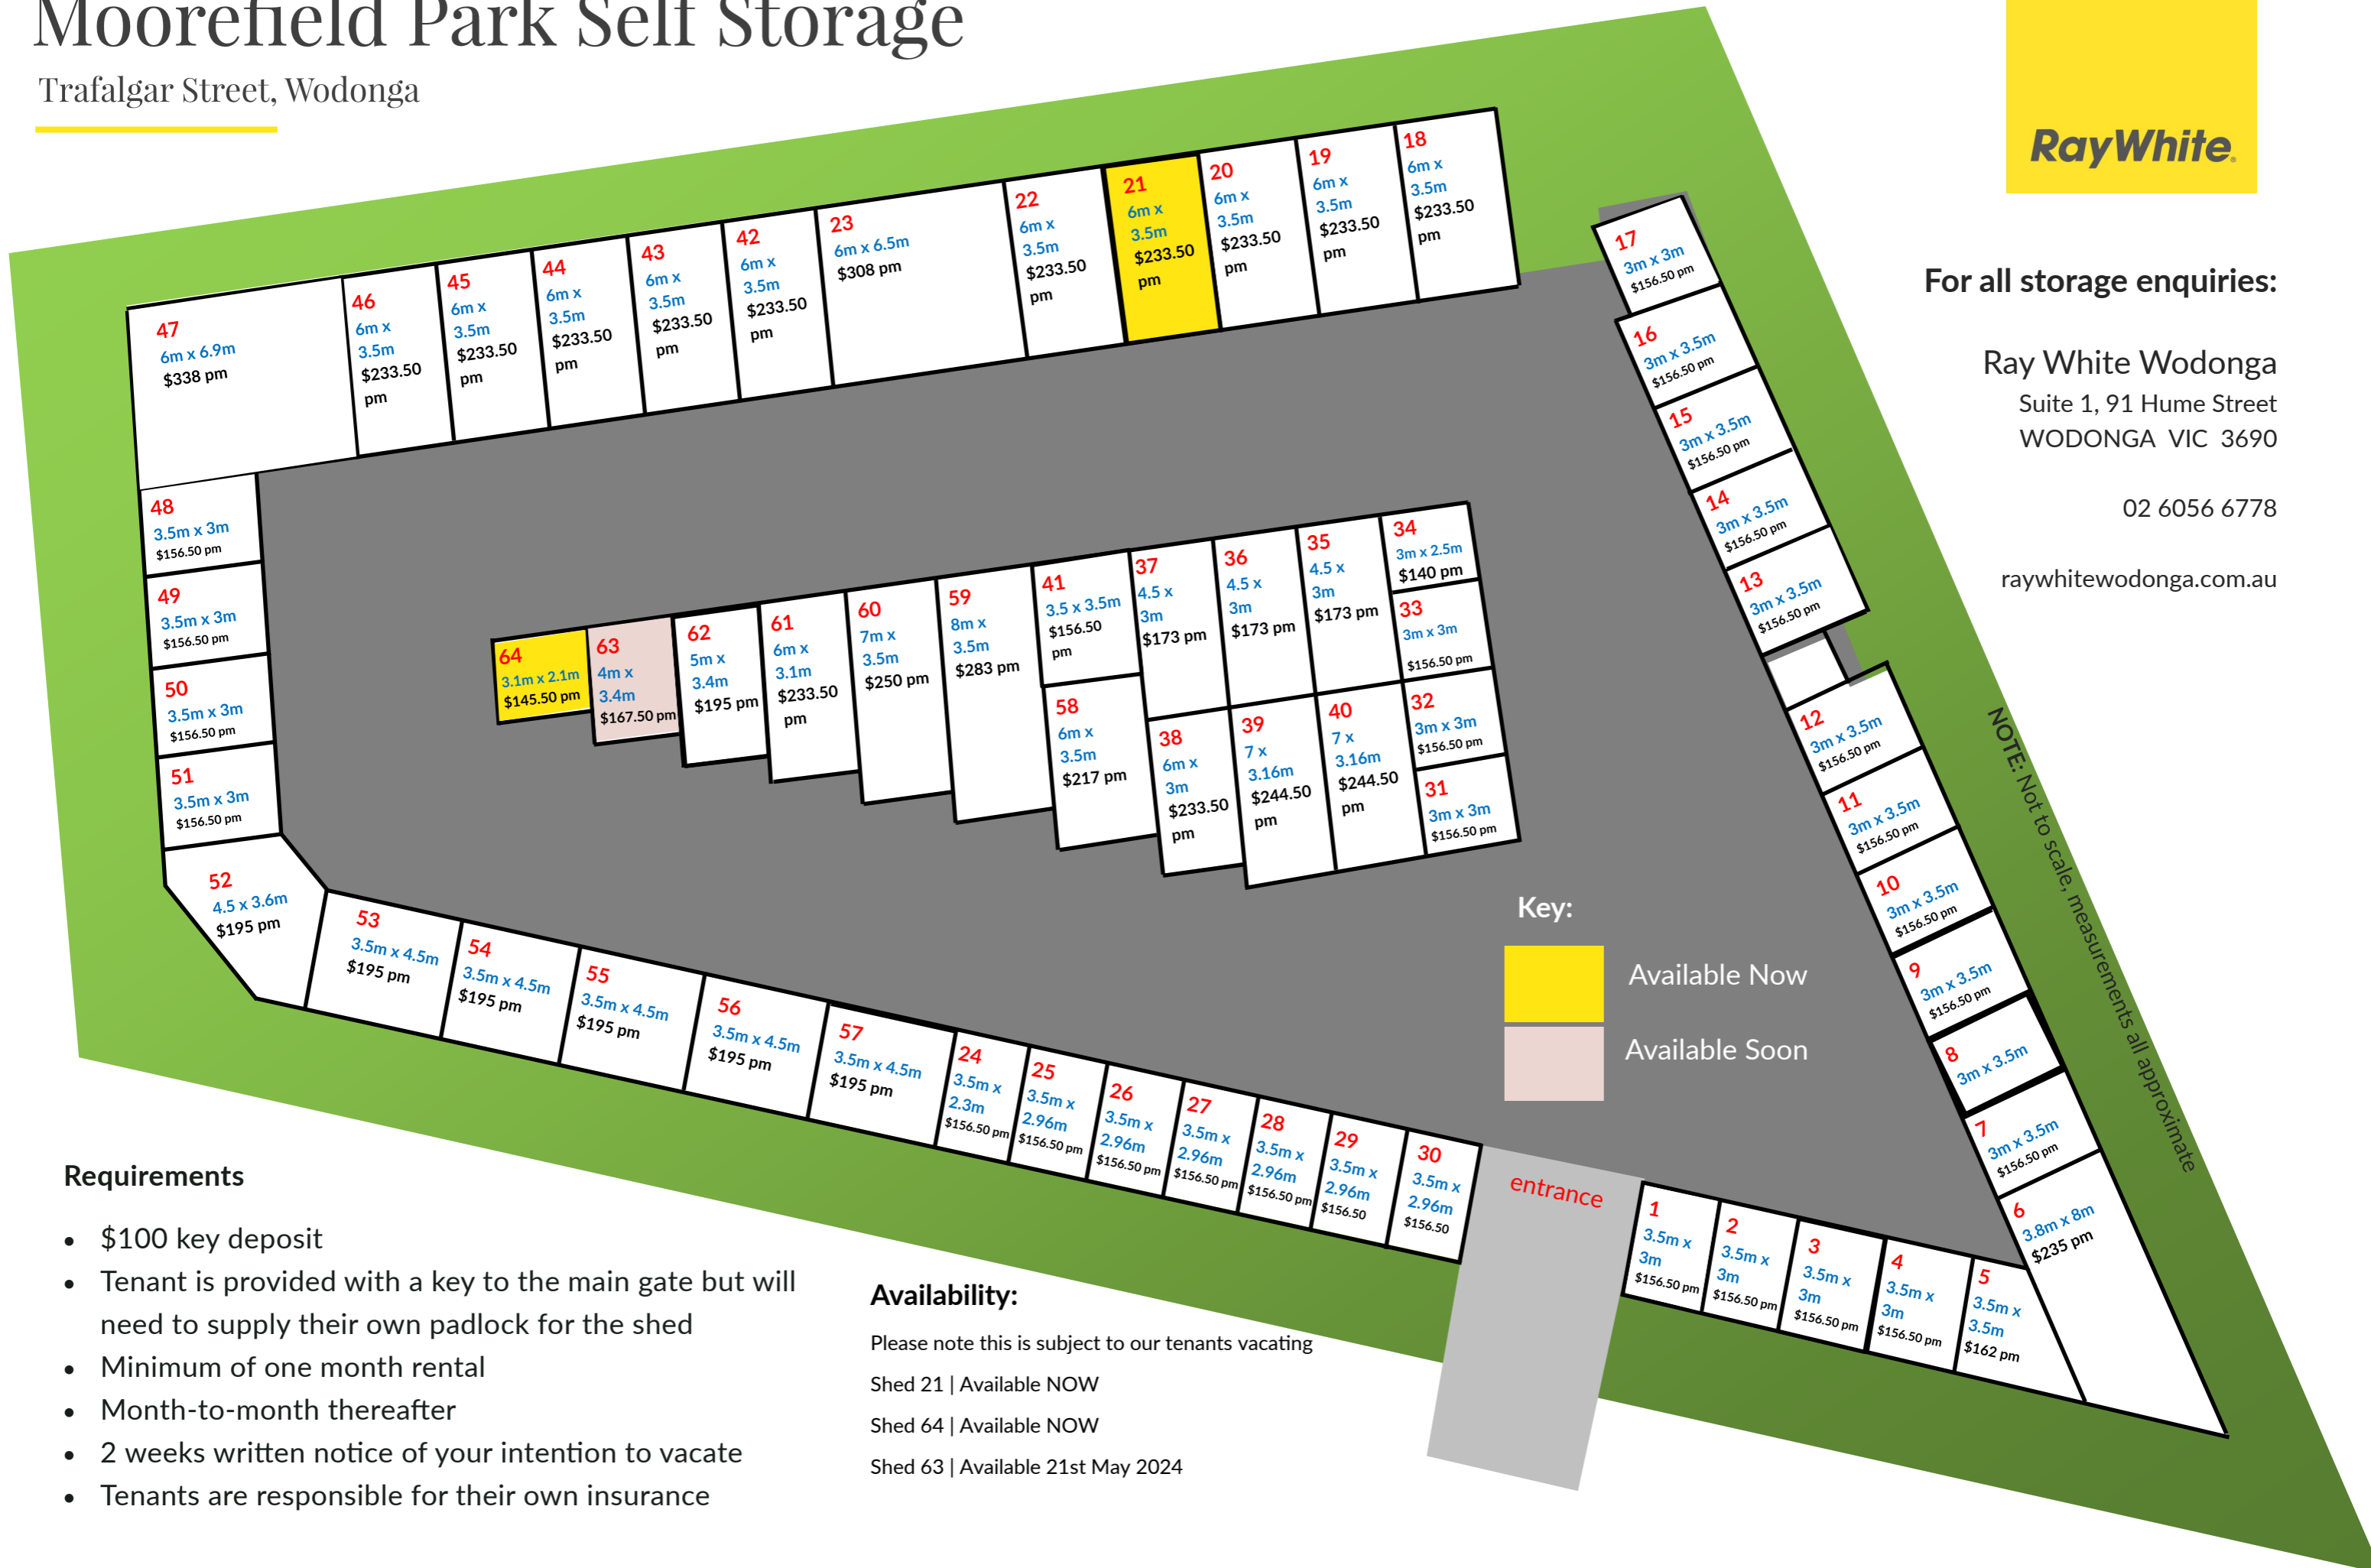 Moorefield Park Self Storage
Trafalgar Street, Wodonga
RayWhite.
For all storage enquiries:
Ray White Wodonga
Suite 1, 91 Hume Street
WODONGA VIC 3690
02 6056 6778
raywhitewodonga.com.au
47
6m x 6.9m
$338 pm
46
6m x
3.5m
$233.50
pm
45
6m x
3.5m
$233.50
pm
44
6m x
3.5m
$233.50
pm
43
6m x
3.5m
$233.50
pm
42
6m x
3.5m
$233.50
pm
23
6m x 6.5m
$308 pm
22
6m x
3.5m
$233.50
pm
21
6m x
3.5m
$233.50
pm
20
6m x
3.5m
$233.50
pm
19
6m x
3.5m
$233.50
pm
18
6m x
3.5m
$233.50
pm
17
3m x 3m
$156.50 pm
16
3m x 3.5m
$156.50 pm
15
3m x 3.5m
$156.50 pm
14
3m x 3.5m
$156.50 pm
13
3m x 3.5m
$156.50 pm
12
3m x 3.5m
$156.50 pm
11
3m x 3.5m
$156.50 pm
10
3m x 3.5m
$156.50 pm
9
3m x 3.5m
$156.50 pm
8
3m x 3.5m
7
3m x 3.5m
$156.50 pm
6
3.8m x 8m
$235 pm
NOTE: Not to scale, measurements all approximate
48
3.5m x 3m
$156.50 pm
49
3.5m x 3m
$156.50 pm
50
3.5m x 3m
$156.50 pm
51
3.5m x 3m
$156.50 pm
52
4.5 x 3.6m
$195 pm
64
3.1m x 2.1m
$145.50 pm
63
4m x
3.4m
$167.50 pm
62
5m x
3.4m
$195 pm
61
6m x
3.1m
$233.50
pm
60
7m x
3.5m
$250 pm
59
8m x
3.5m
$283 pm
41
3.5 x 3.5m
$156.50
pm
58
6m x
3.5m
$217 pm
37
4.5 x
3m
$173 pm
36
4.5 x
3m
$173 pm
35
4.5 x
3m
$173 pm
34
3m x 2.5m
$140 pm
33
3m x 3m
$156.50 pm
38
6m x
3m
$233.50
pm
39
7 x
3.16m
$244.50
pm
40
7 x
3.16m
$244.50
pm
32
3m x 3m
$156.50 pm
31
3m x 3m
$156.50 pm
Key:
Available Now
Available Soon
53
3.5m x 4.5m
$195 pm
54
3.5m x 4.5m
$195 pm
55
3.5m x 4.5m
$195 pm
56
3.5m x 4.5m
$195 pm
57
3.5m x 4.5m
$195 pm
24
3.5m x
2.3m
$156.50 pm
25
3.5m x
2.96m
$156.50 pm
26
3.5m x
2.96m
$156.50 pm
27
3.5m x
2.96m
$156.50 pm
28
3.5m x
2.96m
$156.50 pm
29
3.5m x
2.96m
$156.50
30
3.5m x
2.96m
$156.50
entrance
1
3.5m x
3m
$156.50 pm
2
3.5m x
3m
$156.50 pm
3
3.5m x
3m
$156.50 pm
4
3.5m x
3m
$156.50 pm
5
3.5m x
3.5m
$162 pm
Requirements
• $100 key deposit
• Tenant is provided with a key to the main gate but will
need to supply their own padlock for the shed
• Minimum of one month rental
• Month-to-month thereafter
• 2 weeks written notice of your intention to vacate
• Tenants are responsible for their own insurance
Availability:
Please note this is subject to our tenants vacating
Shed 21 | Available NOW
Shed 64 | Available NOW
Shed 63 | Available 21st May 2024